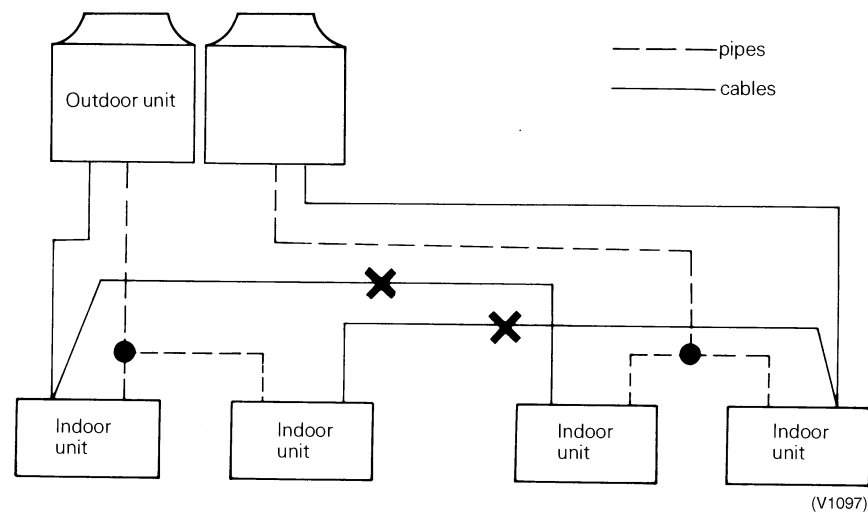 pipes
cables
Outdoor unit
Indoor
unit
Indoor
unit
Indoor
unit
Indoor
unit
(V1097)